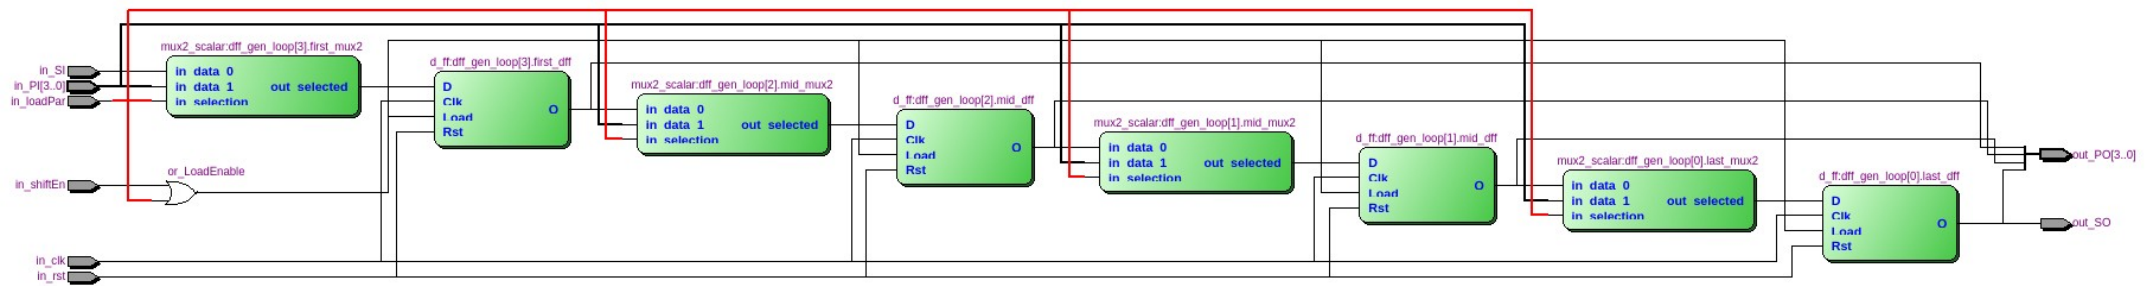 mux2_scalar:dff_gen_loop[3].first_mux2
in_SI
in_PI[3..0]
in_loadPar
in data 0
in data 1 out selected
in selection
d_ff:dff_gen_loop[3].first_dff
D
Clk
Load
Rst
O
mux2_scalar:dff_gen_loop[2].mid_mux2
in data 0
in data 1 out selected
in selection
d_ff:dff_gen_loop[2].mid_dff
D
Clk
Load
Rst
O
mux2_scalar:dff_gen_loop[1].mid_mux2
in data 0
in data 1 out selected
in selection
d_ff:dff_gen_loop[1].mid_dff
D
Clk
Load
Rst
O
mux2_scalar:dff_gen_loop[0].last_mux2
in data 0
in data 1 out selected
in selection
d_ff:dff_gen_loop[0].last_dff
D
Clk
Load
Rst
O
out_PO[3..0]
out_SO
or_LoadEnable
in_shiftEn
in_clk
in_rst